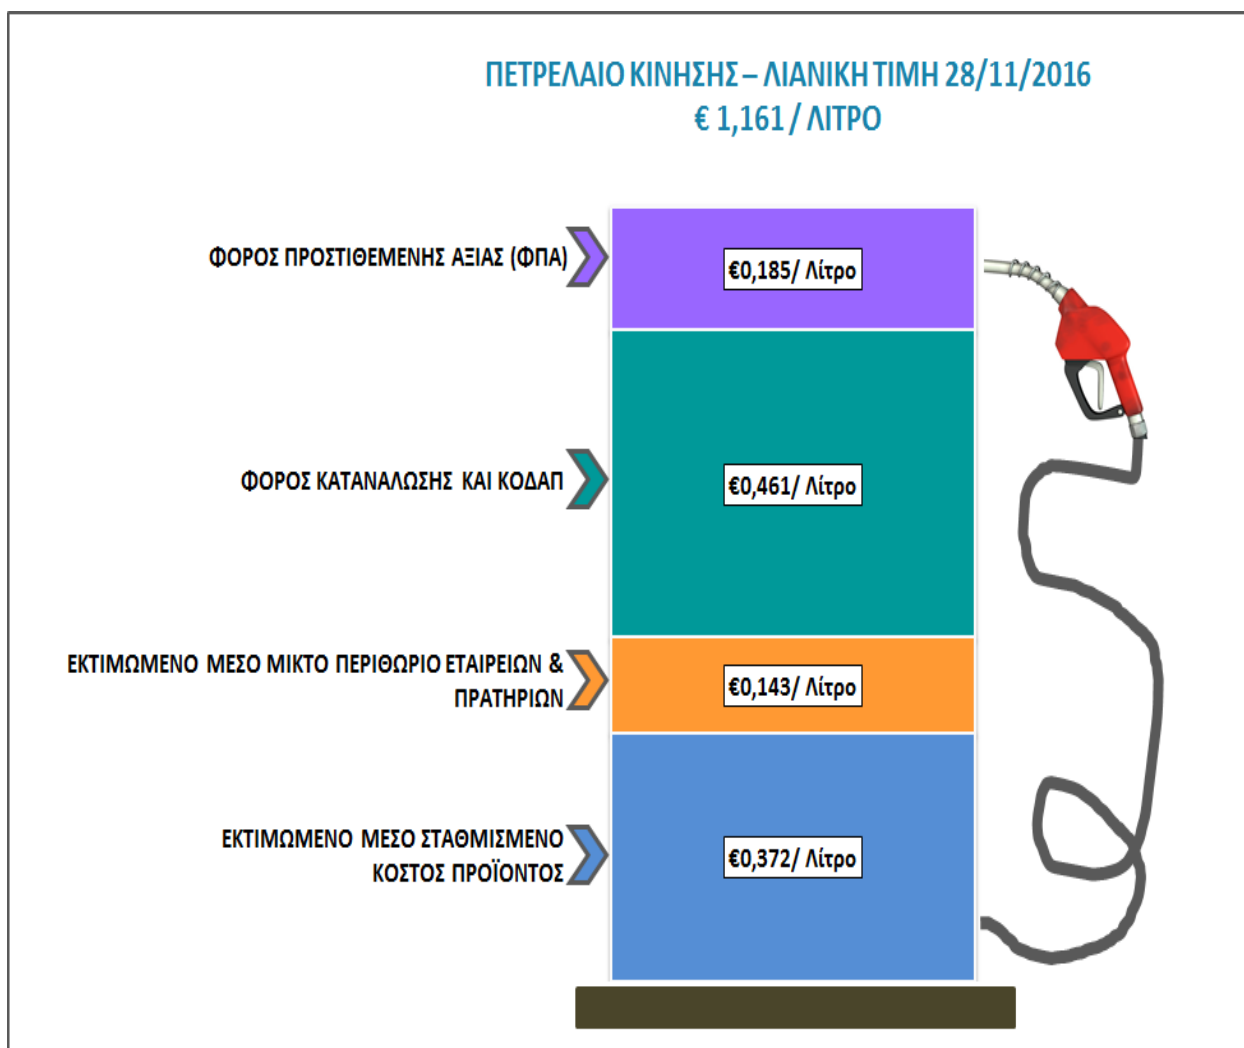 ΠΕΤΡΕΛΑΙΟ ΚΙΝΗΣΗΣ – ΛΙΑΝΙΚΗ ΤΙΜΗ 28/11/2016
€ 1,161 / ΛΙΤΡΟ
ΦΟΡΟΣ ΠΡΟΣΤΙΘΕΜΕΝΗΣ ΑΞΙΑΣ (ΦΠΑ)
€0,185/ Λίτρο
ΦΟΡΟΣ ΚΑΤΑΝΑΛΩΣΗΣ ΚΑΙ ΚΟΔΑΠ
€0,461/ Λίτρο
ΕΚΤΙΜΩΜΕΝΟ ΜΕΣΟ ΜΙΚΤΟ ΠΕΡΙΘΩΡΙΟ ΕΤΑΙΡΕΙΩΝ &
ΠΡΑΤΗΡΙΩΝ
€0,143/ Λίτρο
ΕΚΤΙΜΩΜΕΝΟ ΜΕΣΟ ΣΤΑΘΜΙΣΜΕΝΟ
ΚΟΣΤΟΣ ΠΡΟΪΟΝΤΟΣ
€0,372/ Λίτρο